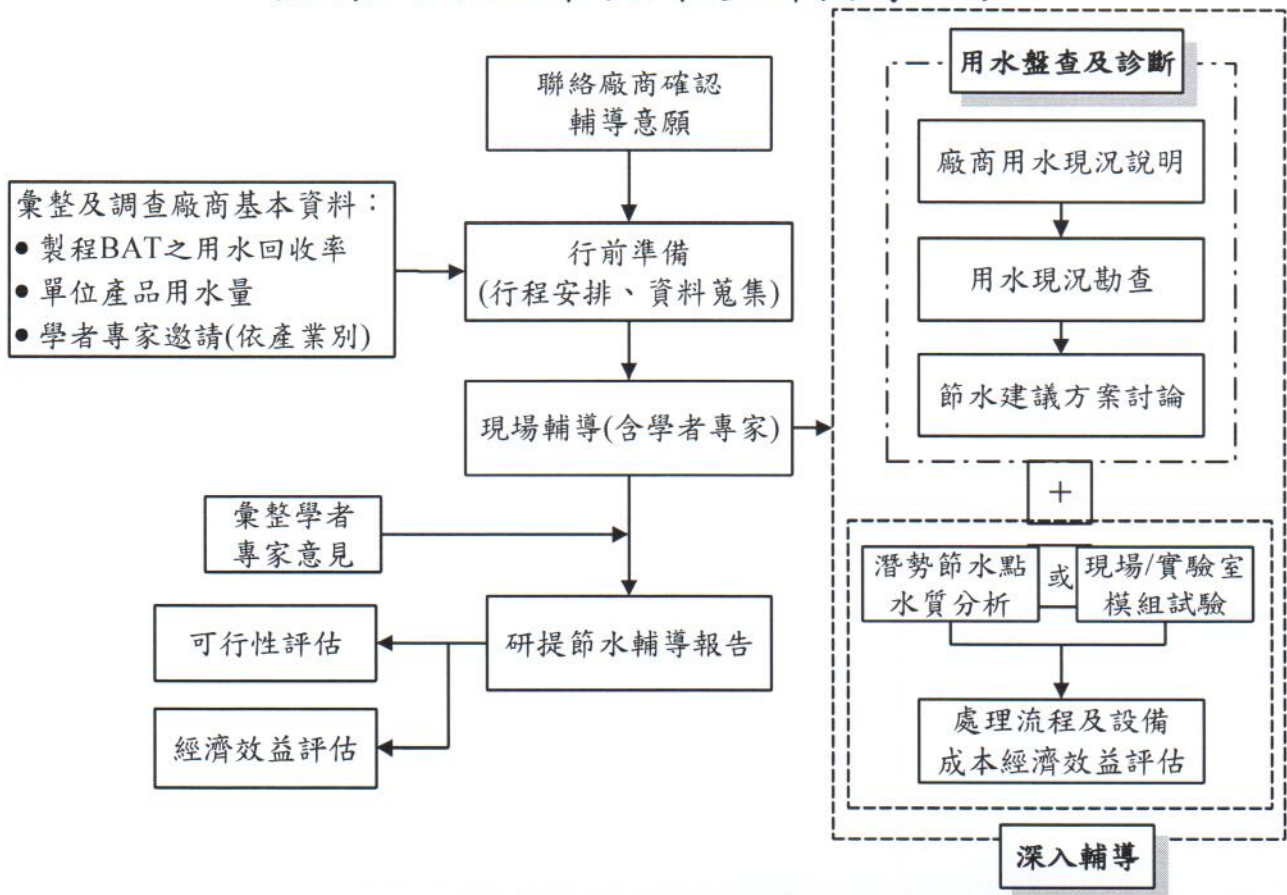 聯絡廠商確認
輔導意願
彙整及調查廠商基本資料：
● 製程BAT之用水回收率
● 單位產品用水量
● 學者專家邀請(依產業別)
行前準備
(行程安排、資料蒐集)
現場輔導(含學者專家)
彙整學者
專家意見
研提節水輔導報告
可行性評估
經濟效益評估
用水盤查及診斷
廠商用水現況說明
用水現況勘查
節水建議方案討論
+
潛勢節水點
水質分析
或
現場/實驗室
模組試驗
處理流程及設備
成本經濟效益評估
深入輔導